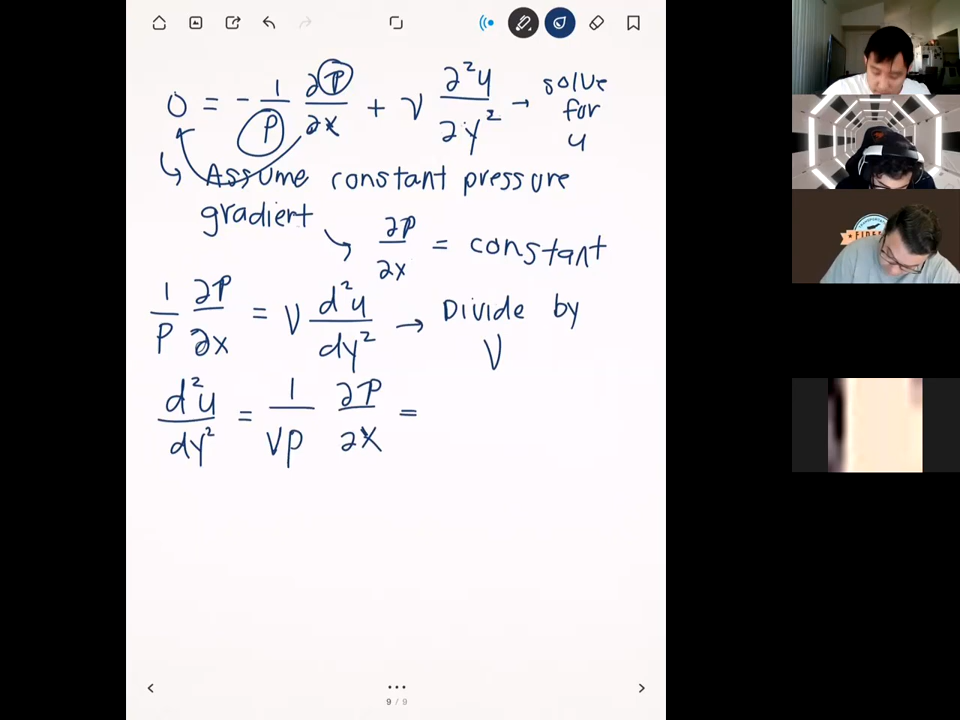 0 = - 1/ρ ∂P/∂x + ν ∂²u/∂y² → solve for u
↳ Assume constant pressure
gradient ↘ ∂P/∂x = constant
1/ρ ∂P/∂x = ν d²u/dy² → Divide by ν
d²u/dy² = 1/νρ ∂P/∂x =
9 / 9